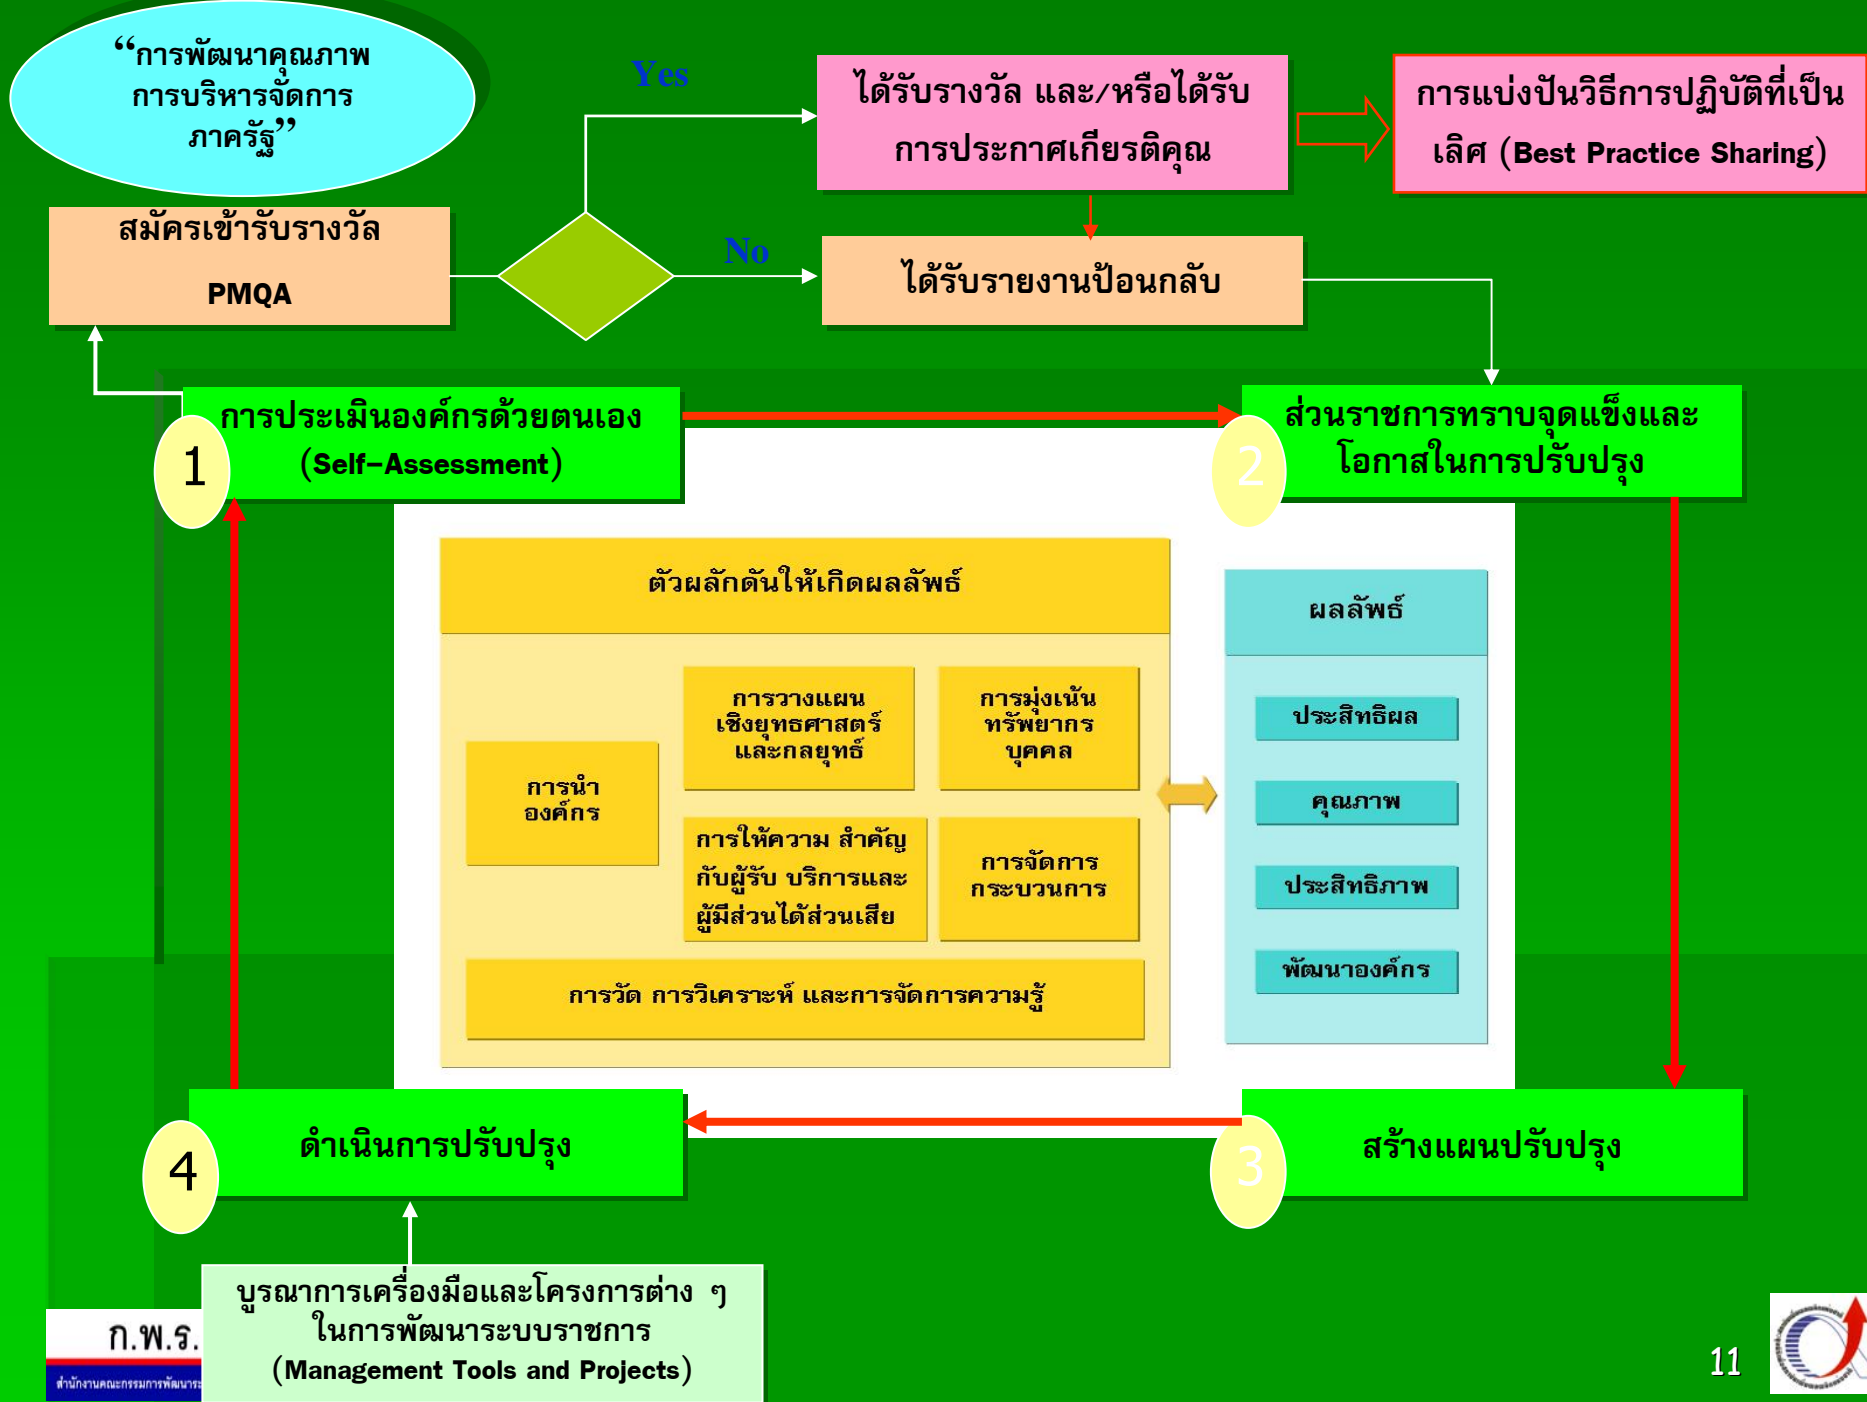 “การพัฒนาคุณภาพ
การบริหารจัดการ
ภาครัฐ”
Yes
ได้รับรางวัล และ/หรือได้รับ
การประกาศเกียรติคุณ
การแบ่งปันวิธีการปฏิบัติที่เป็น
เลิศ (Best Practice Sharing)
สมัครเข้ารับรางวัล
PMQA
No
ได้รับรายงานป้อนกลับ
1
การประเมินองค์กรด้วยตนเอง
(Self-Assessment)
2
ส่วนราชการทราบจุดแข็งและ
โอกาสในการปรับปรุง
ตัวผลักดันให้เกิดผลลัพธ์
การนำ
องค์กร
การวางแผน
เชิงยุทธศาสตร์
และกลยุทธ์
การมุ่งเน้น
ทรัพยากร
บุคคล
การให้ความ สำคัญ
กับผู้รับ บริการและ
ผู้มีส่วนได้ส่วนเสีย
การจัดการ
กระบวนการ
การวัด การวิเคราะห์ และการจัดการความรู้
ผลลัพธ์
ประสิทธิผล
คุณภาพ
ประสิทธิภาพ
พัฒนาองค์กร
4
ดำเนินการปรับปรุง
3
สร้างแผนปรับปรุง
บูรณาการเครื่องมือและโครงการต่าง ๆ
ในการพัฒนาระบบราชการ
(Management Tools and Projects)
ก.พ.ร.
สำนักงานคณะกรรมการพัฒนาระ
11